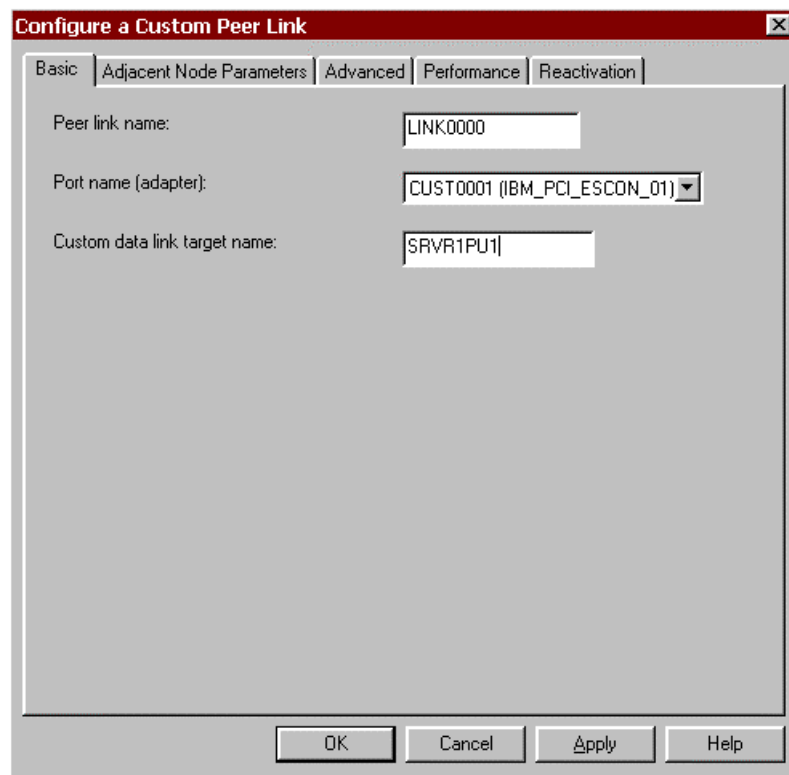 Configure a Custom Peer Link
Basic Adjacent Node Parameters Advanced Performance Reactivation
Peer link name: LINK0000
Port name (adapter): CUST0001 (IBM_PCI_ESCON_01)
Custom data link target name: SRVR1PU1
OK Cancel Apply Help